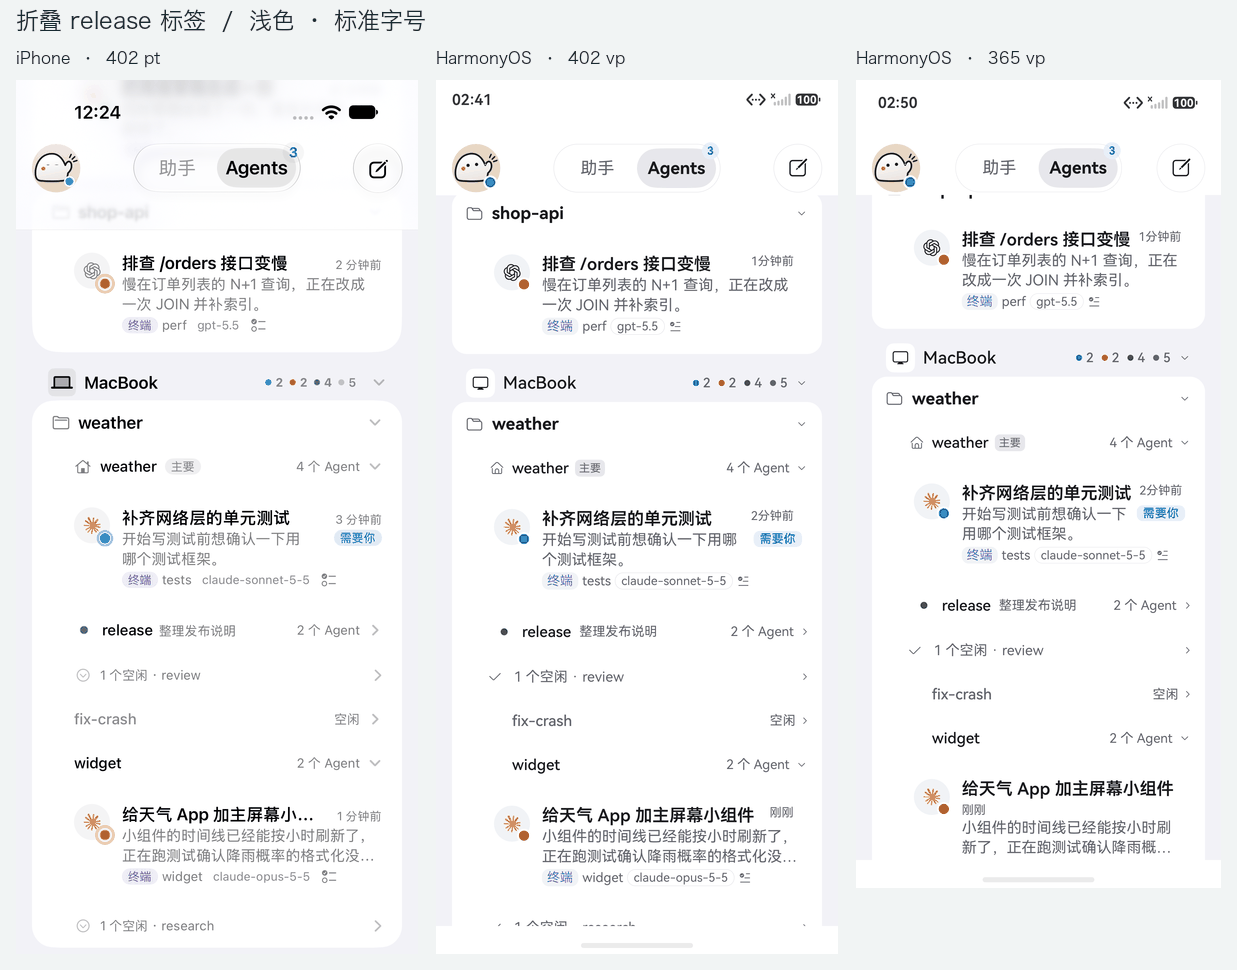 折叠 release 标签 / 浅色 · 标准字号
iPhone · 402 pt
12:24
助手
Agents
3
shop-api
排查 /orders 接口变慢
2 分钟前
慢在订单列表的 N+1 查询，正在改成
一次 JOIN 并补索引。
终端 perf gpt-5.5
MacBook
2 2 4 5
weather
weather 主要
4 个 Agent
补齐网络层的单元测试
3 分钟前
开始写测试前想确认一下用
需要你
哪个测试框架。
终端 tests claude-sonnet-5-5
release 整理发布说明
2 个 Agent
1 个空闲 · review
fix-crash
空闲
widget
2 个 Agent
给天气 App 加主屏幕小...
1 分钟前
小组件的时间线已经能按小时刷新了，
正在跑测试确认降雨概率的格式化没...
终端 widget claude-opus-5-5
1 个空闲 · research
HarmonyOS · 402 vp
02:41
100
助手
Agents
3
shop-api
排查 /orders 接口变慢
1分钟前
慢在订单列表的 N+1 查询，正在改成
一次 JOIN 并补索引。
终端 perf gpt-5.5
MacBook
2 2 4 5
weather
weather 主要
4 个 Agent
补齐网络层的单元测试
2分钟前
开始写测试前想确认一下用哪
需要你
个测试框架。
终端 tests claude-sonnet-5-5
release 整理发布说明
2 个 Agent
1 个空闲 · review
fix-crash
空闲
widget
2 个 Agent
给天气 App 加主屏幕小组件
刚刚
小组件的时间线已经能按小时刷新了，
正在跑测试确认降雨概率的格式化没...
终端 widget claude-opus-5-5
1 个空闲 · research
HarmonyOS · 365 vp
02:50
100
助手
Agents
3
排查 /orders 接口变慢
1分钟前
慢在订单列表的 N+1 查询，正在
改成一次 JOIN 并补索引。
终端 perf gpt-5.5
MacBook
2 2 4 5
weather
weather 主要
4 个 Agent
补齐网络层的单元测试
2分钟前
开始写测试前想确认一下
需要你
用哪个测试框架。
终端 tests claude-sonnet-5-5
release 整理发布说明
2 个 Agent
1 个空闲 · review
fix-crash
空闲
widget
2 个 Agent
给天气 App 加主屏幕小组件
刚刚
小组件的时间线已经能按小时刷
新了，正在跑测试确认降雨概...